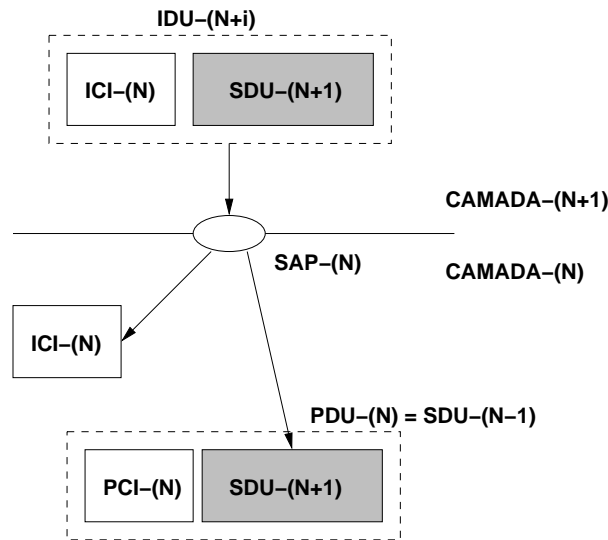 IDU–(N+i)
ICI–(N)
SDU–(N+1)
CAMADA–(N+1)
SAP–(N)
CAMADA–(N)
ICI–(N)
PDU–(N) = SDU–(N–1)
PCI–(N)
SDU–(N+1)